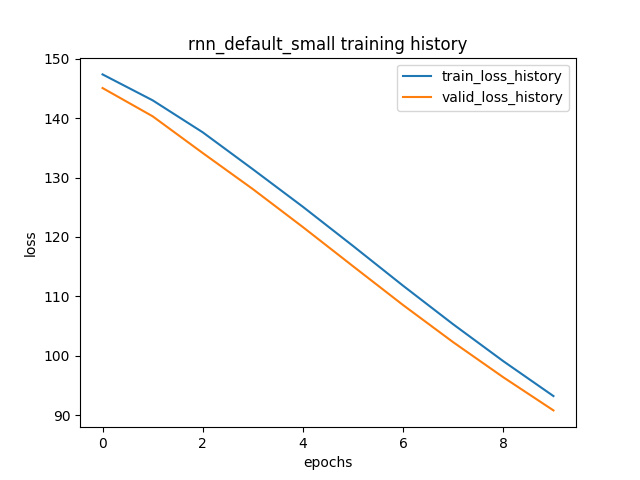 rnn_default_small training history
train_loss_history
valid_loss_history
150
140
130
120
110
100
90
loss
0 2 4 6 8
epochs